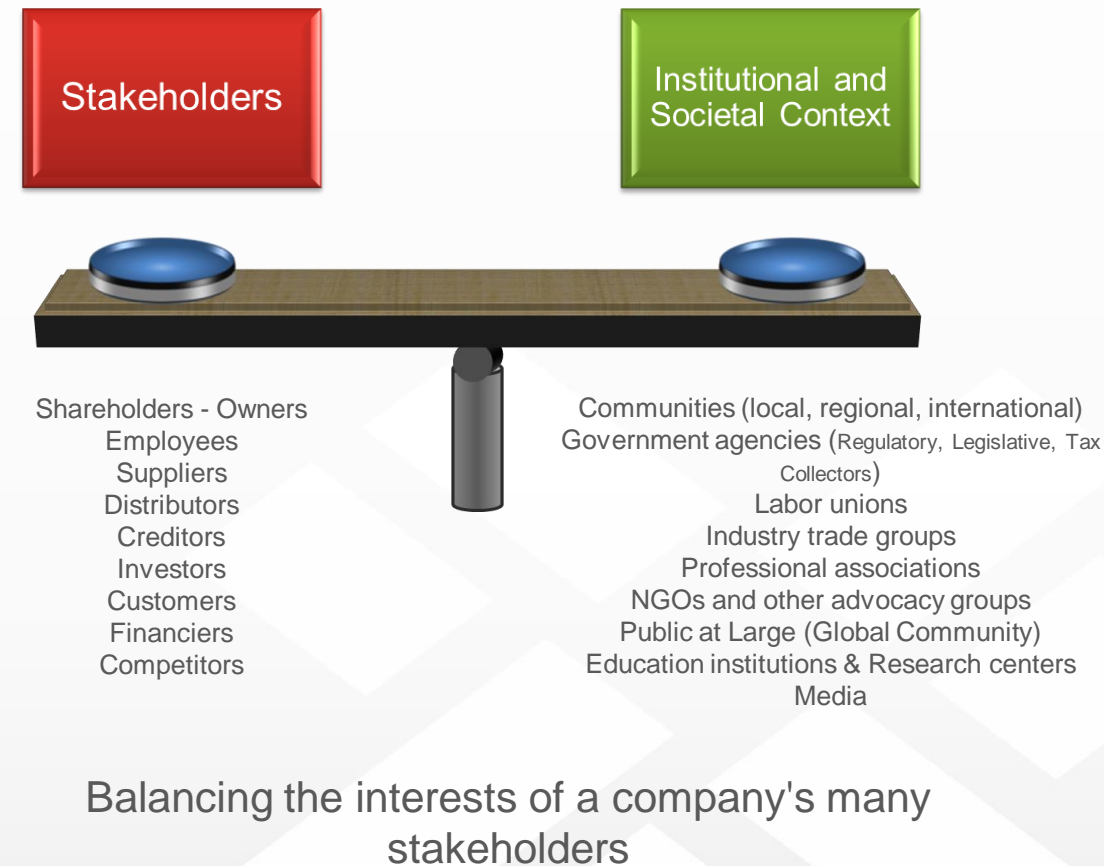 Stakeholders
Institutional and
Societal Context
Shareholders - Owners
Employees
Suppliers
Distributors
Creditors
Investors
Customers
Financiers
Competitors
Communities (local, regional, international)
Government agencies (Regulatory, Legislative, Tax
Collectors)
Labor unions
Industry trade groups
Professional associations
NGOs and other advocacy groups
Public at Large (Global Community)
Education institutions & Research centers
Media
Balancing the interests of a company's many
stakeholders